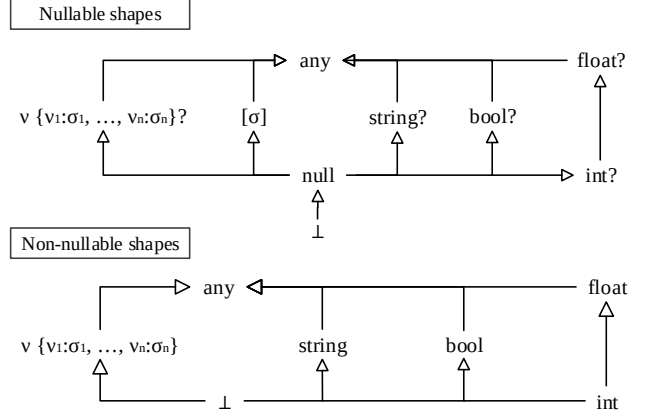 Nullable shapes
any float?
ν {ν₁:σ₁, …, νₙ:σₙ}? [σ] string? bool?
null int?
⊥
Non-nullable shapes
any float
ν {ν₁:σ₁, …, νₙ:σₙ} string bool
⊥ int